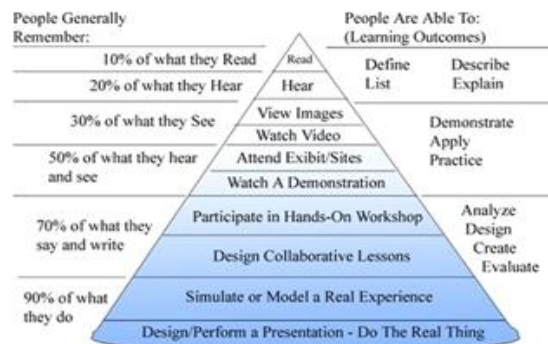 People Generally
Remember:
People Are Able To:
(Learning Outcomes)
10% of what they Read
Read
Define
Describe
List
Explain
20% of what they Hear
Hear
30% of what they See
View Images
Watch Video
Demonstrate
Apply
Practice
50% of what they hear
and see
Attend Exibit/Sites
Watch A Demonstration
70% of what they
say and write
Participate in Hands-On Workshop
Design Collaborative Lessons
Analyze
Design
Create
Evaluate
90% of what
they do
Simulate or Model a Real Experience
Design/Perform a Presentation - Do The Real Thing